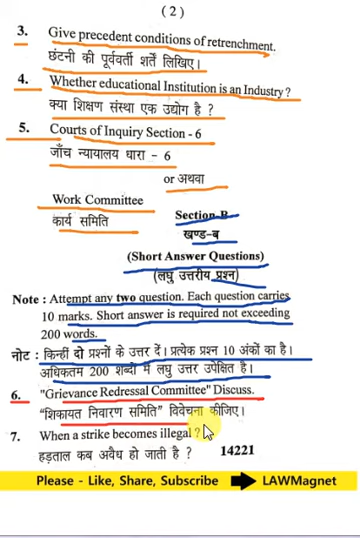 ( 2 )
3. Give precedent conditions of retrenchment.
छंटनी की पूर्ववर्ती शर्तें लिखिए।
4. Whether educational Institution is an Industry ?
क्या शिक्षण संस्था एक उद्योग है ?
5. Courts of Inquiry Section - 6
जाँच न्यायालय धारा - 6
or अथवा
Work Committee
कार्य समिति
Section-B
खण्ड-ब
(Short Answer Questions)
(लघु उत्तरीय प्रश्न)
Note : Attempt any two question. Each question carries
10 marks. Short answer is required not exceeding
200 words.
नोट : किन्हीं दो प्रश्नों के उत्तर दें। प्रत्येक प्रश्न 10 अंकों का है।
अधिकतम 200 शब्दों में लघु उत्तर अपेक्षित है।
6. "Grievance Redressal Committee" Discuss.
"शिकायत निवारण समिति" विवेचना कीजिए।
7. When a strike becomes illegal ?
हड़ताल कब अवैध हो जाती है ? 14221
Please - Like, Share, Subscribe LAWMagnet